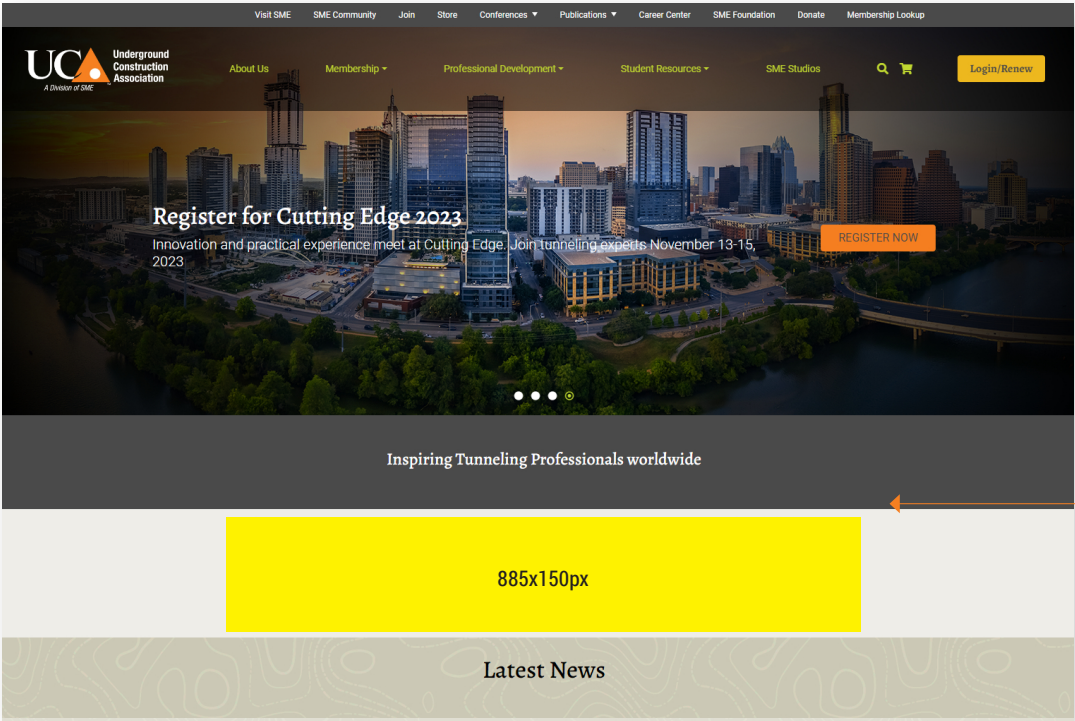 Visit SME SME Community Join Store Conferences ▼ Publications ▼ Career Center SME Foundation Donate Membership Lookup
UCA
Underground
Construction
Association
A Division of SME
About Us Membership Professional Development Student Resources SME Studios Login/Renew
Register for Cutting Edge 2023
Innovation and practical experience meet at Cutting Edge. Join tunneling experts November 13-15,
2023
REGISTER NOW
Inspiring Tunneling Professionals worldwide
885x150px
Latest News